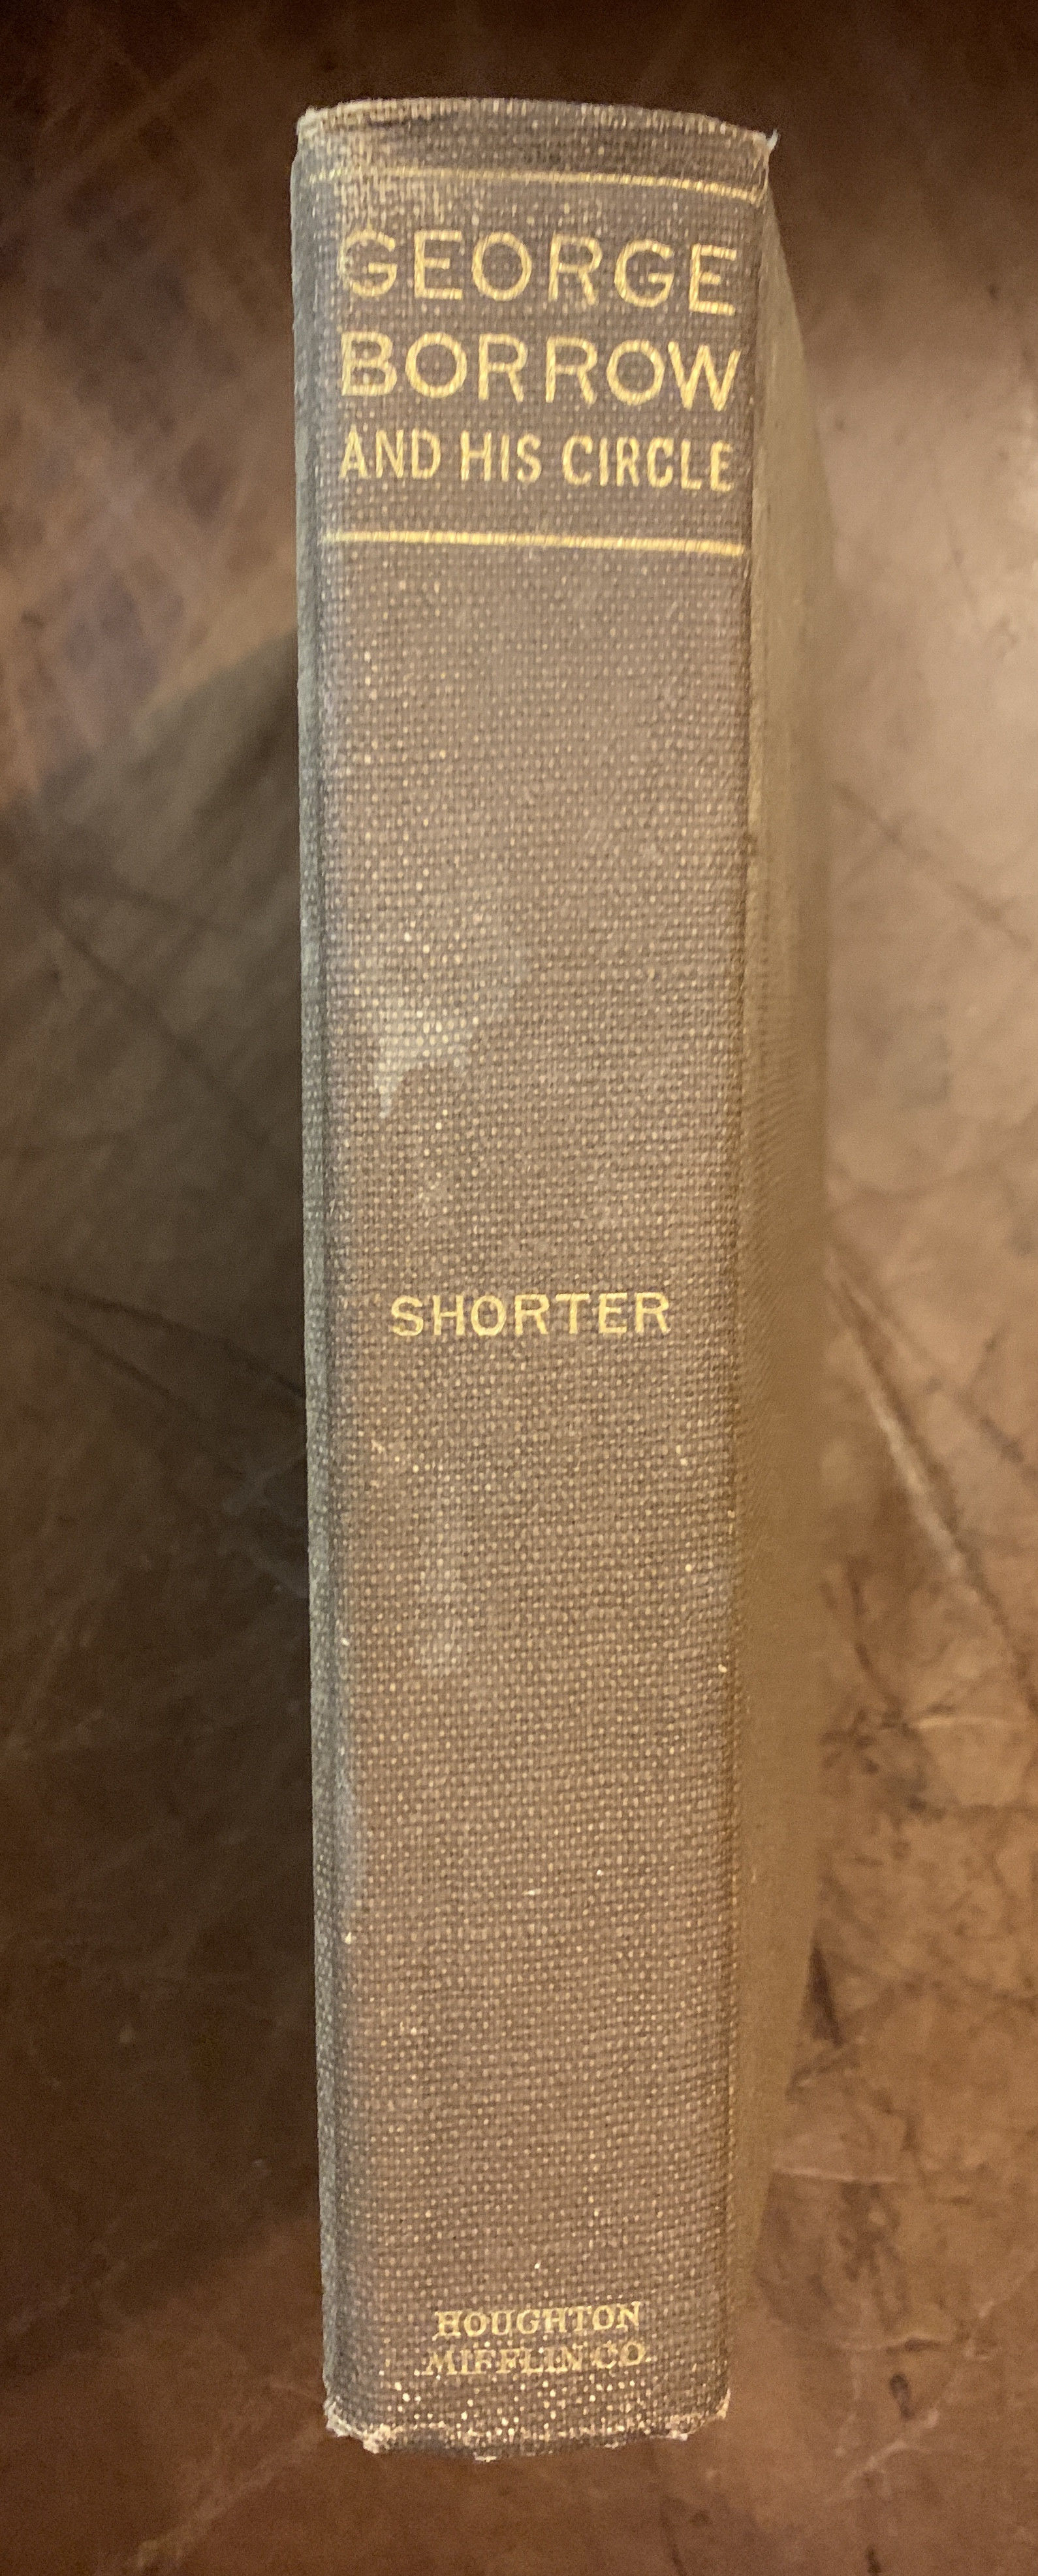 GEORGE
BORROW
AND HIS CIRCLE
SHORTER
HOUGHTON
MIFFLIN CO.